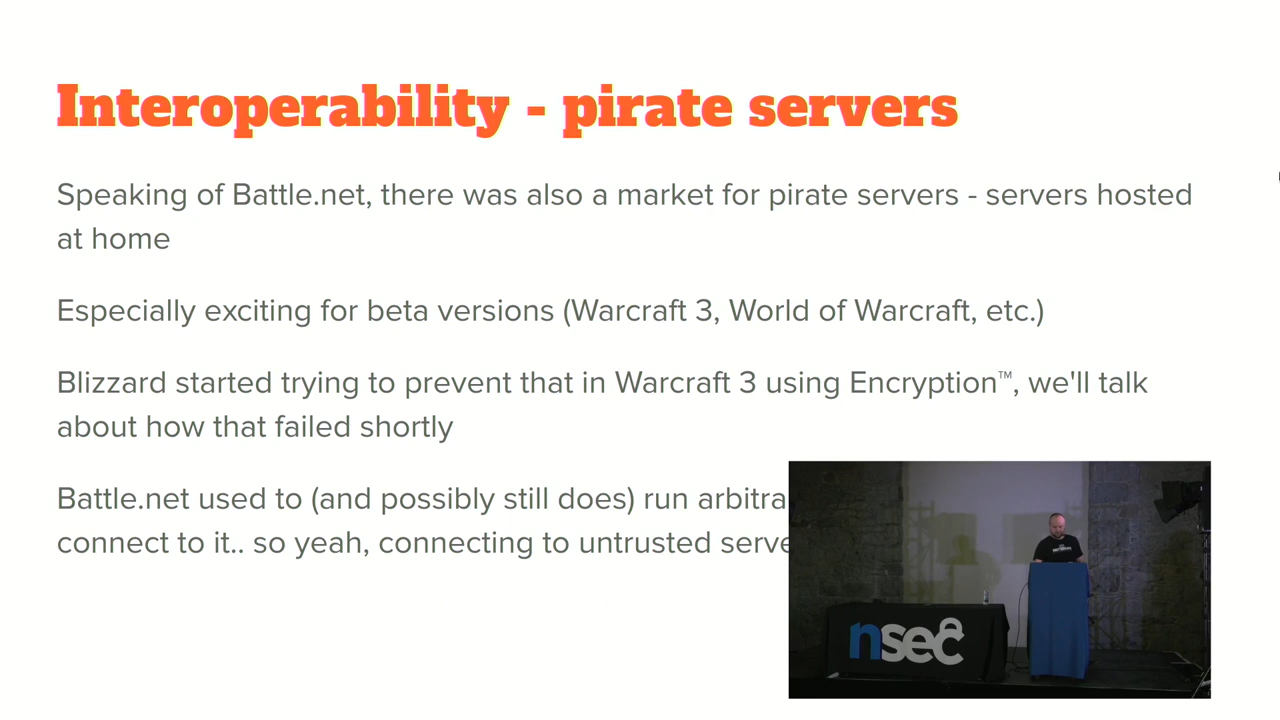 Interoperability - pirate servers
Speaking of Battle.net, there was also a market for pirate servers - servers hosted
at home
Especially exciting for beta versions (Warcraft 3, World of Warcraft, etc.)
Blizzard started trying to prevent that in Warcraft 3 using Encryption™, we'll talk
about how that failed shortly
Battle.net used to (and possibly still does) run
connect to it.. so yeah, connecting to untrusted
nsec